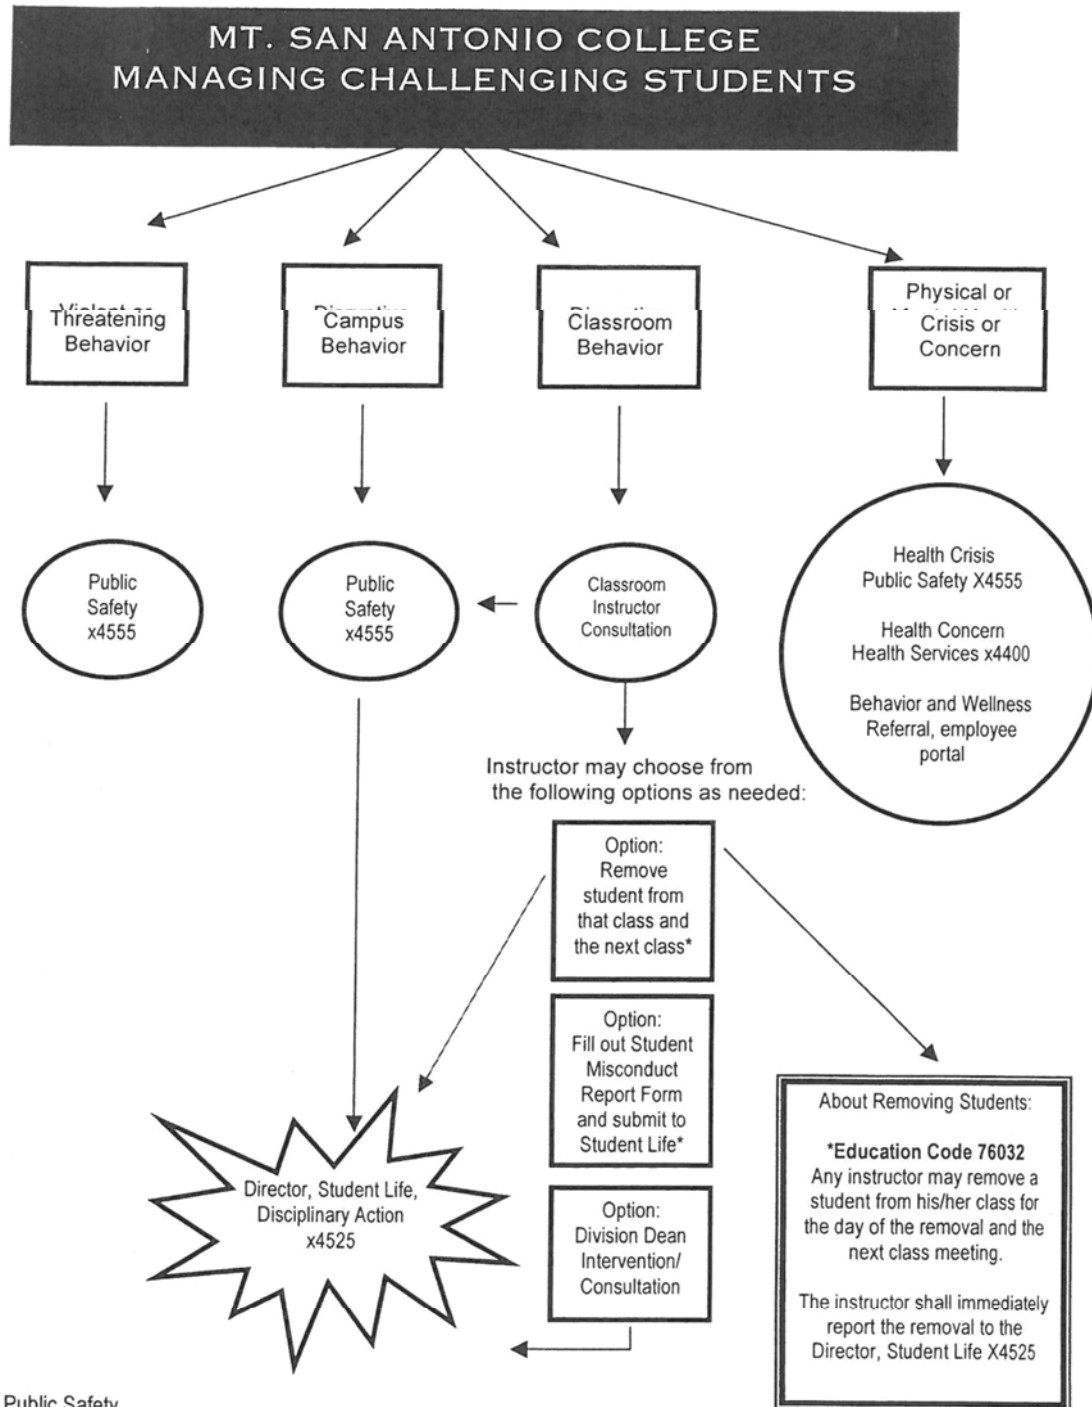 MT. SAN ANTONIO COLLEGE
MANAGING CHALLENGING STUDENTS
Threatening
Behavior
Campus
Behavior
Classroom
Behavior
Physical or
Crisis or
Concern
Public
Safety
x4555
Public
Safety
x4555
Classroom
Instructor
Consultation
Health Crisis
Public Safety X4555
Health Concern
Health Services x4400
Behavior and Wellness
Referral, employee
portal
Instructor may choose from
the following options as needed:
Option:
Remove
student from
that class and
the next class*
Option:
Fill out Student
Misconduct
Report Form
and submit to
Student Life*
Option:
Division Dean
Intervention/
Consultation
Director, Student Life,
Disciplinary Action
x4525
About Removing Students:
*Education Code 76032
Any instructor may remove a
student from his/her class for
the day of the removal and the
next class meeting.
The instructor shall immediately
report the removal to the
Director, Student Life X4525
Public Safety